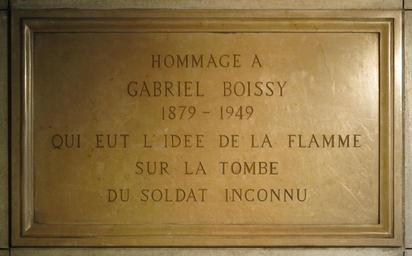 HOMMAGE A
GABRIEL BOISSY
1879 - 1949
QUI EUT L'IDEE DE LA FLAMME
SUR LA TOMBE
DU SOLDAT INCONNU